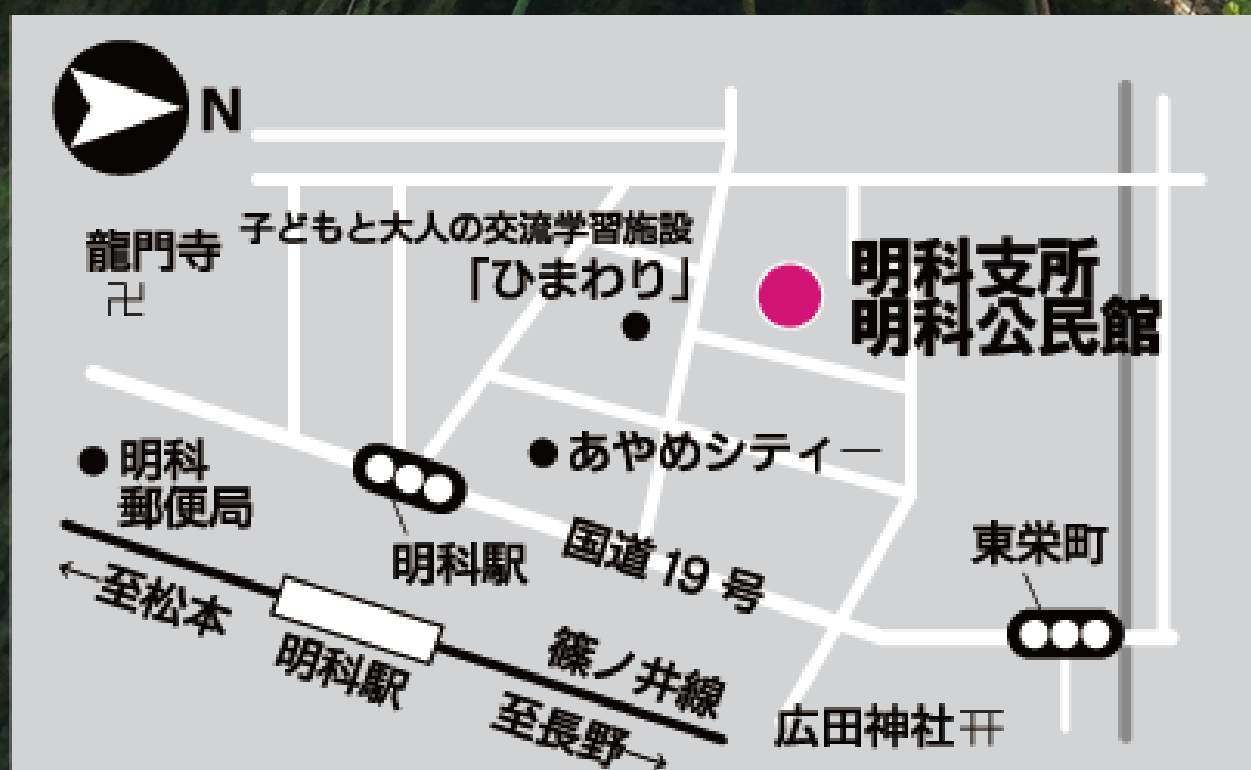 N
龍門寺
卍
子どもと大人の交流学習施設
「ひまわり」
明科支所
明科公民館
明科
郵便局
あやめシティー
明科駅
国道19号
東栄町
←至松本
明科駅
篠ノ井線
至長野→
広田神社